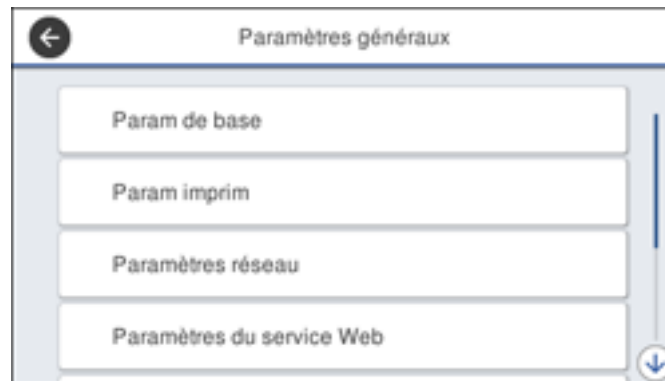 Paramètres généraux
Param de base
Param imprim
Paramètres réseau
Paramètres du service Web